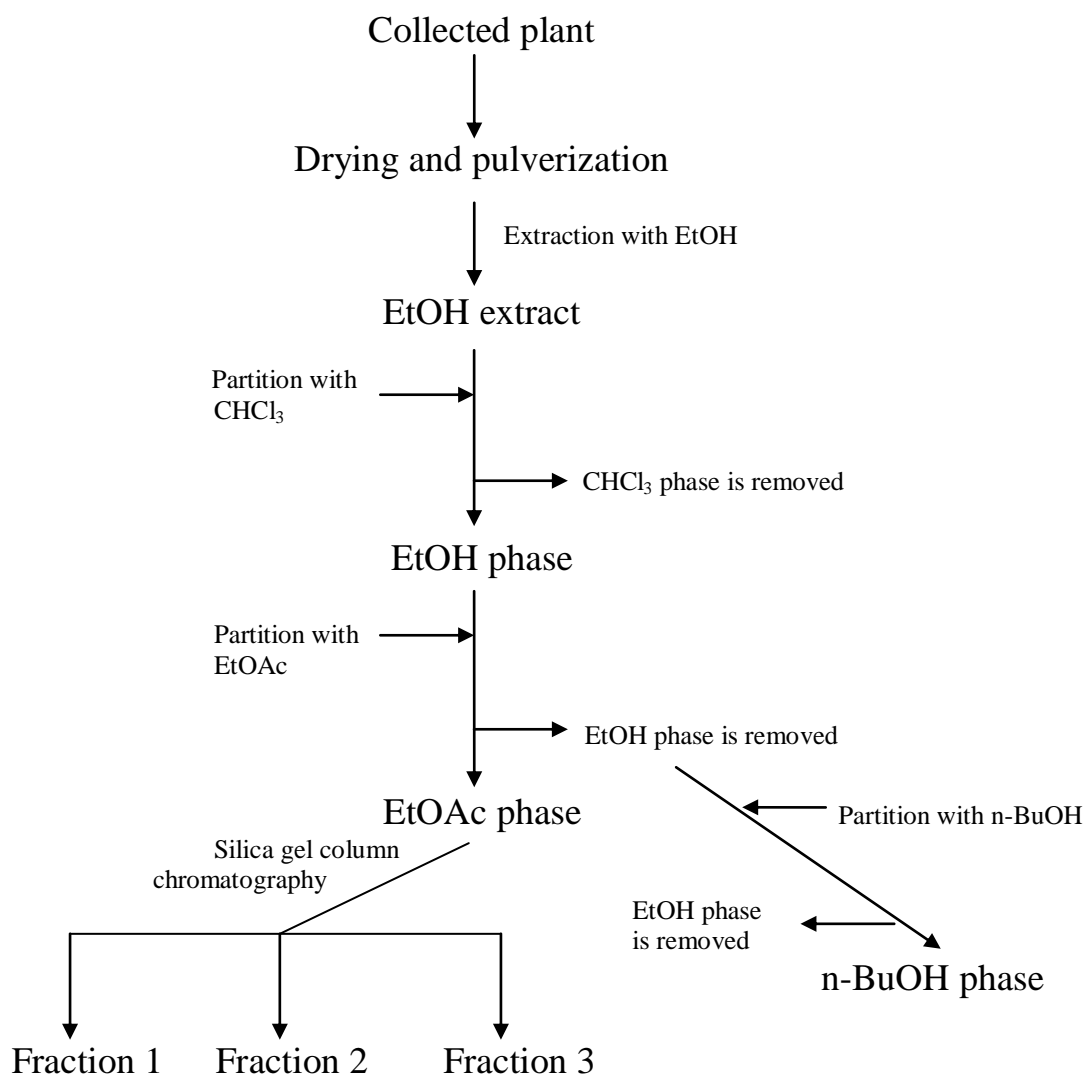 Collected plant
Drying and pulverization
Extraction with EtOH
EtOH extract
Partition with
CHCl₃
CHCl₃ phase is removed
EtOH phase
Partition with
EtOAc
EtOH phase is removed
EtOAc phase
Partition with n-BuOH
Silica gel column
chromatography
EtOH phase
is removed
n-BuOH phase
Fraction 1
Fraction 2
Fraction 3